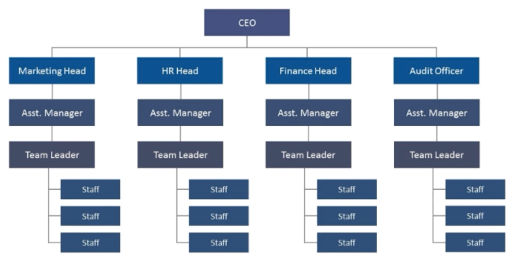 CEO
Marketing Head
HR Head
Finance Head
Audit Officer
Asst. Manager
Asst. Manager
Asst. Manager
Asst. Manager
Team Leader
Team Leader
Team Leader
Team Leader
Staff
Staff
Staff
Staff
Staff
Staff
Staff
Staff
Staff
Staff
Staff
Staff